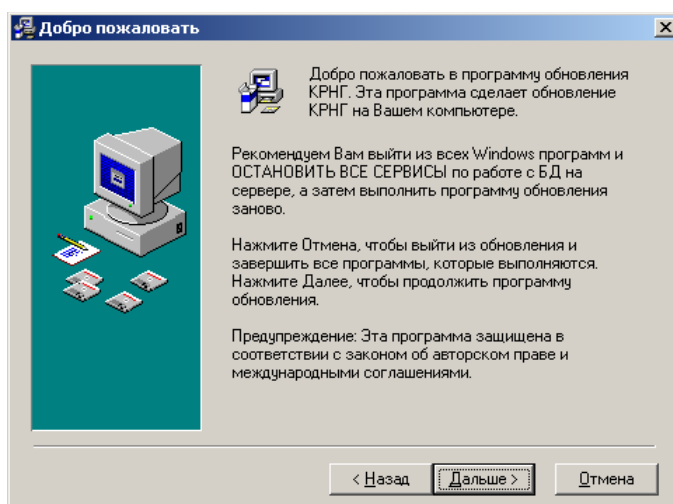 Добро пожаловать
Добро пожаловать в программу обновления
КРНГ. Эта программа сделает обновление
КРНГ на Вашем компьютере.
Рекомендуем Вам выйти из всех Windows программ и
ОСТАНОВИТЬ ВСЕ СЕРВИСЫ по работе с БД на
сервере, а затем выполнить программу обновления
заново.
Нажмите Отмена, чтобы выйти из обновления и
завершить все программы, которые выполняются.
Нажмите Далее, чтобы продолжить программу
обновления.
Предупреждение: Эта программа защищена в
соответствии с законом об авторском праве и
международными соглашениями.
< Назад Дальше > Отмена